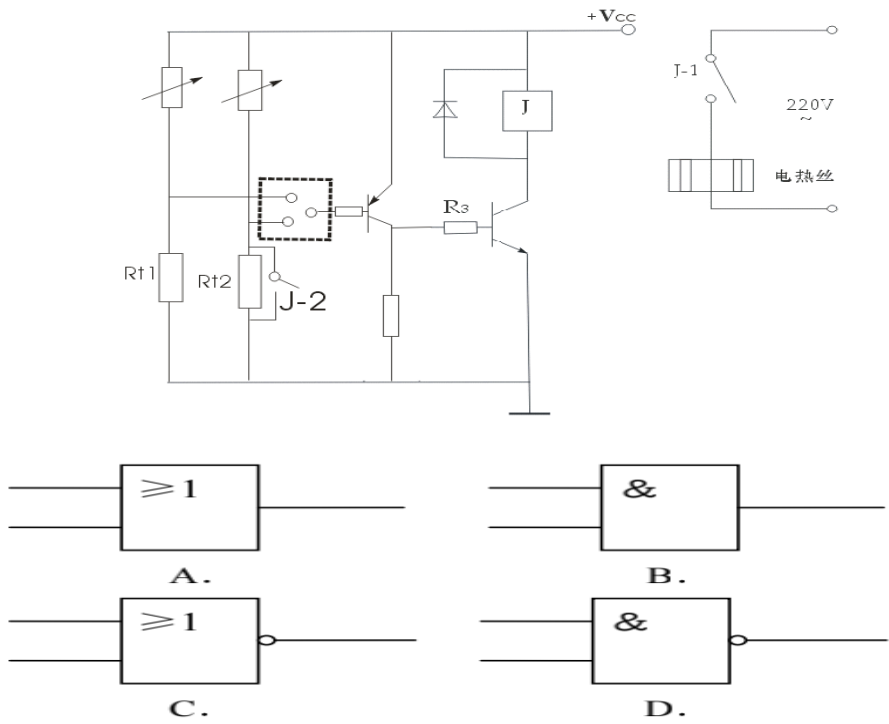 +VCC
J-1
J
220V
~
电热丝
R3
Rt1
Rt2
J-2
≥1
&
A.
B.
≥1
&
C.
D.